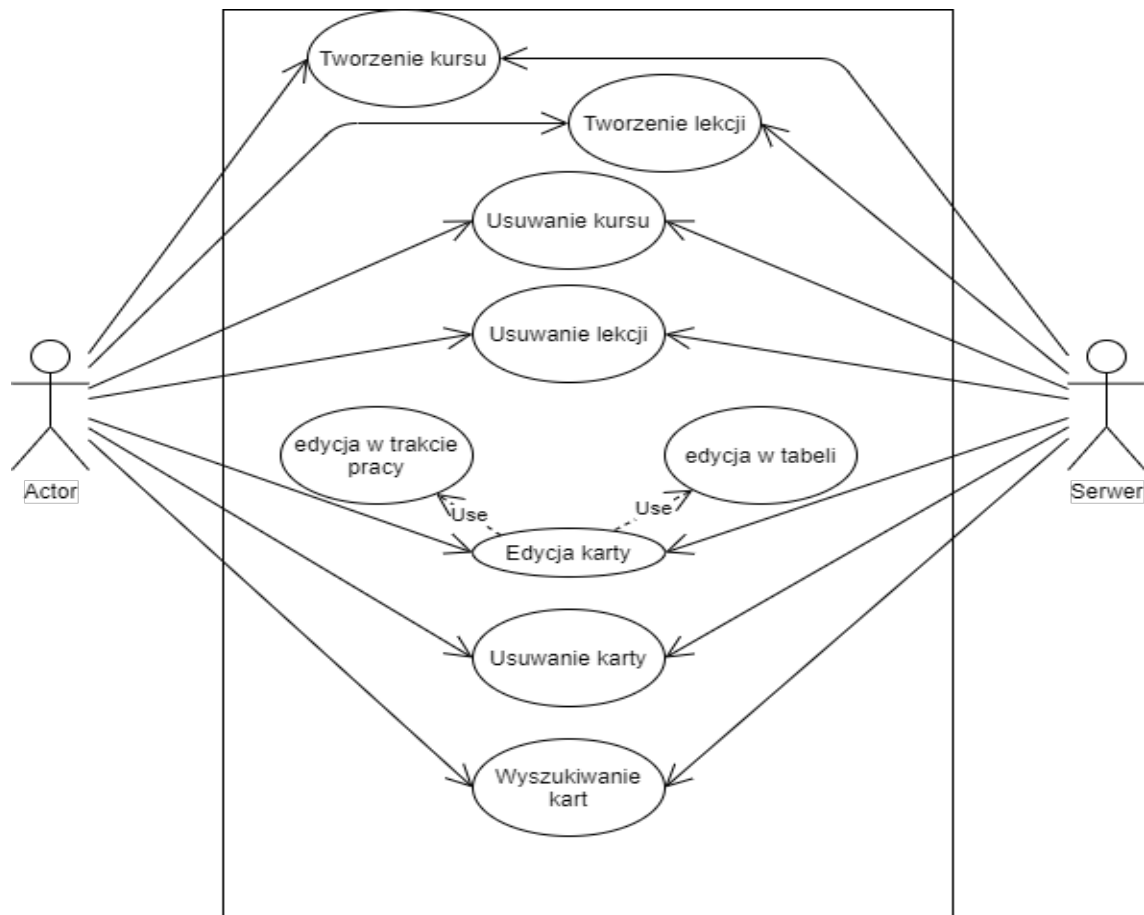 Tworzenie kursu
Tworzenie lekcji
Usuwanie kursu
Usuwanie lekcji
edycja w trakcie
pracy
edycja w tabeli
Actor
Serwer
Use
Use
Edycja karty
Usuwanie karty
Wyszukiwanie
kart